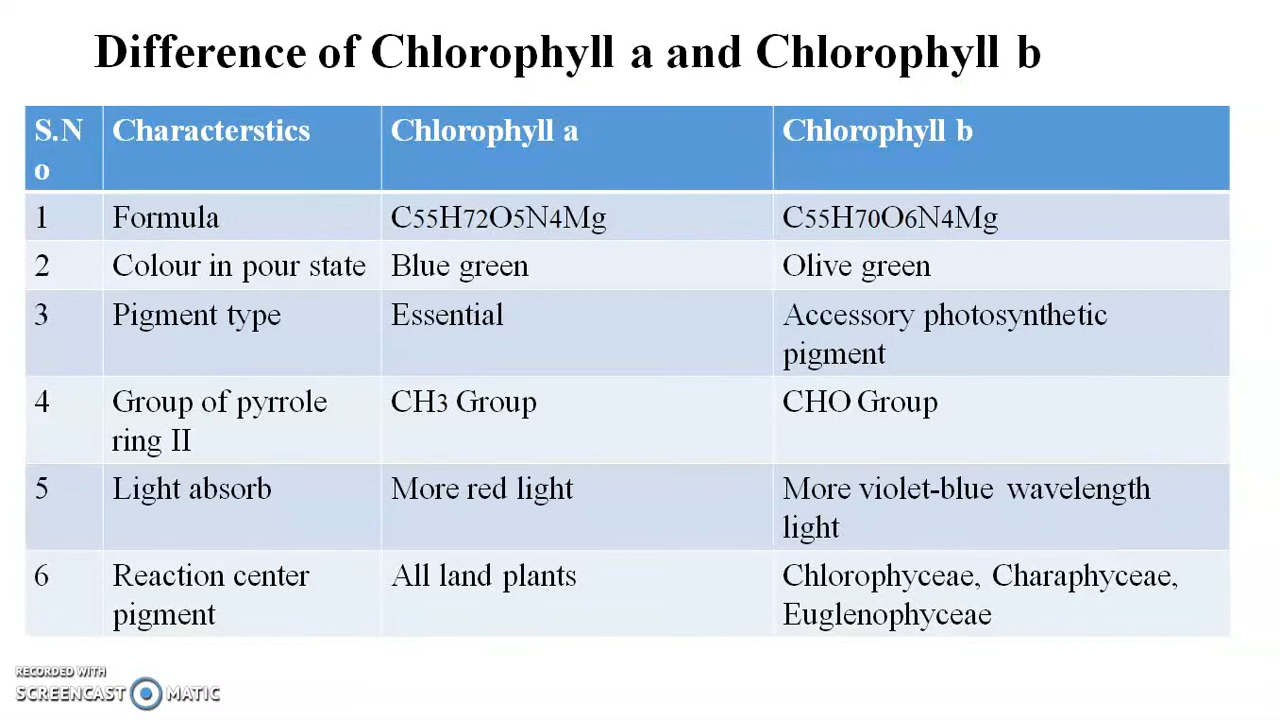 Difference of Chlorophyll a and Chlorophyll b
S.N Characterstics Chlorophyll a Chlorophyll b
o
1 Formula C55H72O5N4Mg C55H70O6N4Mg
2 Colour in pour state Blue green Olive green
3 Pigment type Essential Accessory photosynthetic
pigment
4 Group of pyrrole CH3 Group CHO Group
ring II
5 Light absorb More red light More violet-blue wavelength
light
6 Reaction center All land plants Chlorophyceae, Charaphyceae,
pigment Euglenophyceae
RECORDED WITH
SCREENCAST MATIC